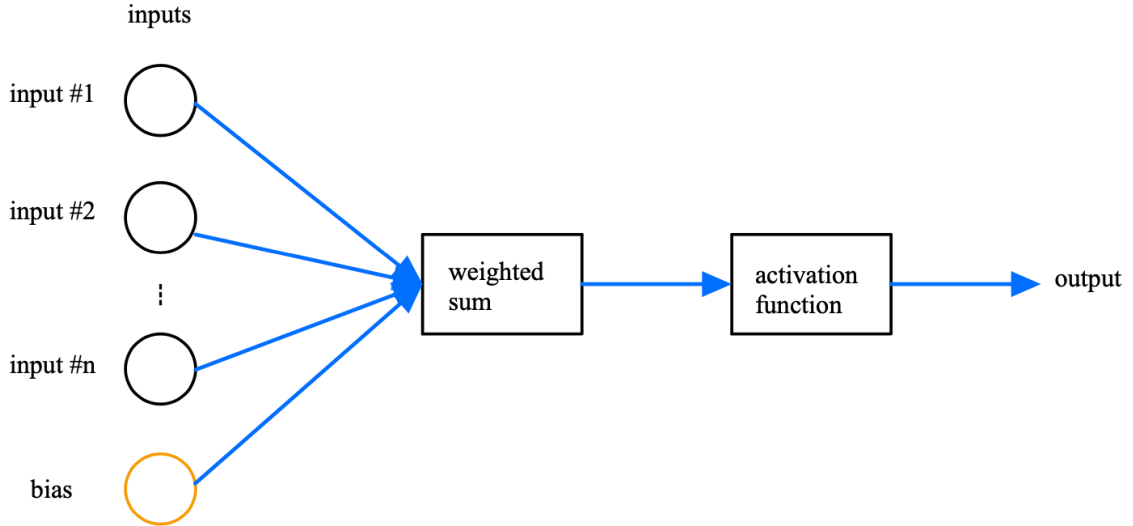 inputs
input #1
input #2
input #n
bias
weighted
sum
activation
function
output